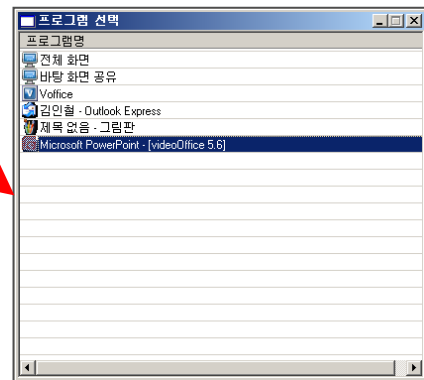 프로그램 선택
프로그램명
전체 화면
바탕 화면 공유
Voffice
김인철 - Outlook Express
제목 없음 - 그림판
Microsoft PowerPoint - [videoOffice 5.6]